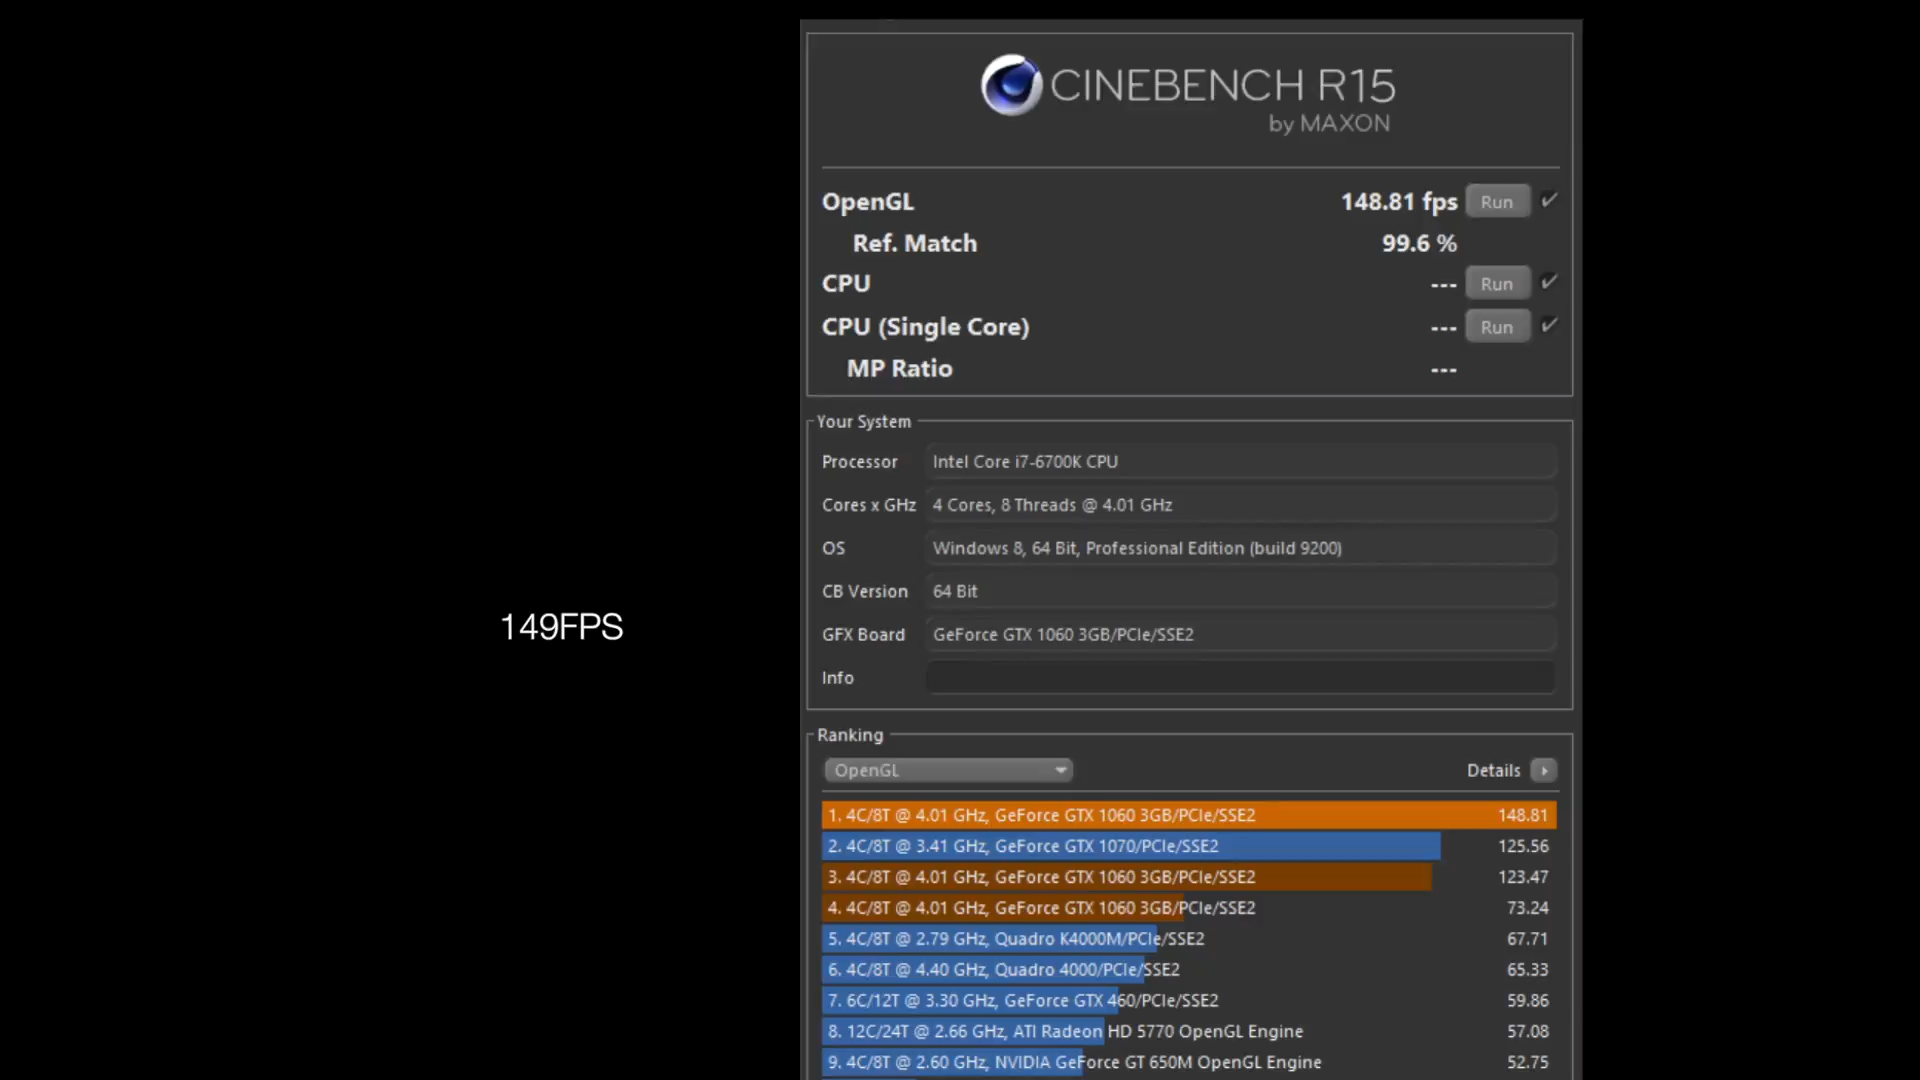 CINEBENCH R15
by MAXON
OpenGL 148.81 fps Run
Ref. Match 99.6 %
CPU --- Run
CPU (Single Core) --- Run
MP Ratio ---
Your System
Processor Intel Core i7-6700K CPU
Cores x GHz 4 Cores, 8 Threads @ 4.01 GHz
OS Windows 8, 64 Bit, Professional Edition (build 9200)
CB Version 64 Bit
149FPS
GFX Board GeForce GTX 1060 3GB/PCIe/SSE2
Info
Ranking
OpenGL Details
1. 4C/8T @ 4.01 GHz, GeForce GTX 1060 3GB/PCIe/SSE2 148.81
2. 4C/8T @ 3.41 GHz, GeForce GTX 1070/PCIe/SSE2 125.56
3. 4C/8T @ 4.01 GHz, GeForce GTX 1060 3GB/PCIe/SSE2 123.47
4. 4C/8T @ 4.01 GHz, GeForce GTX 1060 3GB/PCIe/SSE2 73.24
5. 4C/8T @ 2.79 GHz, Quadro K4000M/PCIe/SSE2 67.71
6. 4C/8T @ 4.40 GHz, Quadro 4000/PCIe/SSE2 65.33
7. 6C/12T @ 3.30 GHz, GeForce GTX 460/PCIe/SSE2 59.86
8. 12C/24T @ 2.66 GHz, ATI Radeon HD 5770 OpenGL Engine 57.08
9. 4C/8T @ 2.60 GHz, NVIDIA GeForce GT 650M OpenGL Engine 52.75